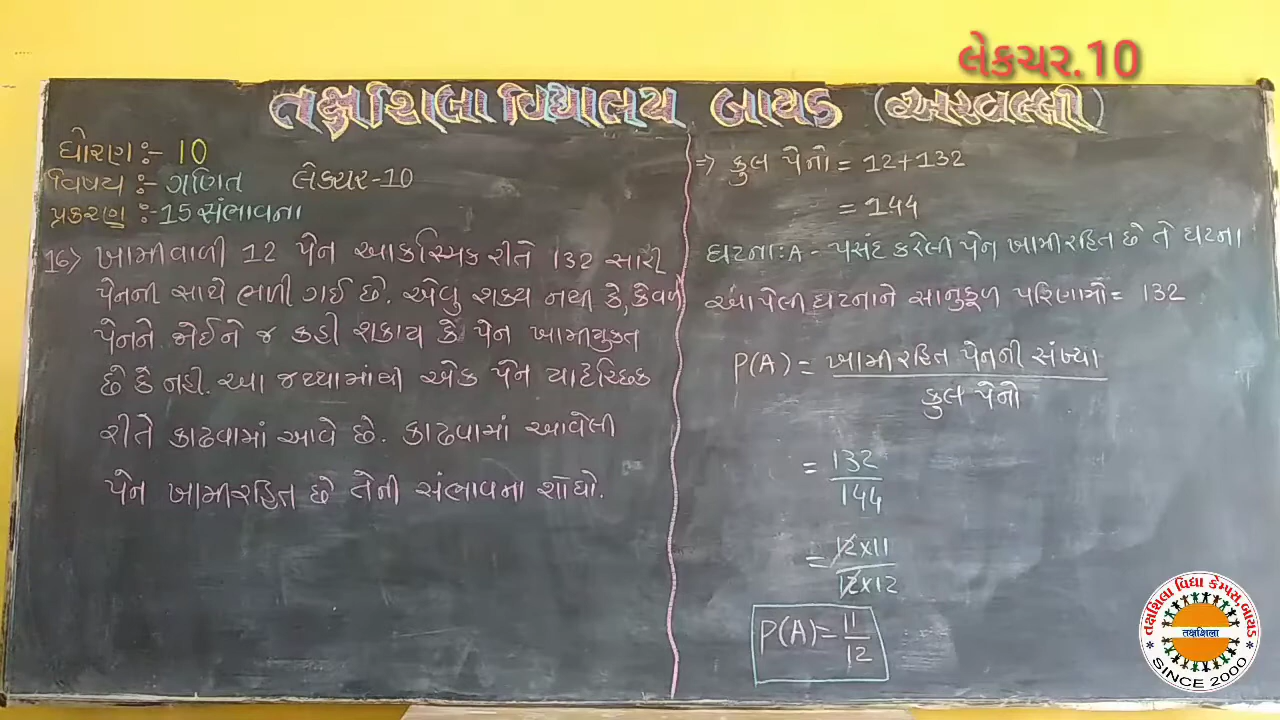 લેકચર.10
તક્ષશિલા વિદ્યાલય બાયડ (અરવલ્લી)
ધોરણ :- 10
વિષય :- ગણિત લેક્ચર-10
પ્રકરણ :- 15 સંભાવના
16) ખામીવાળી 12 પેન આકસ્મિક રીતે 132 સારી
પેનની સાથે ભળી ગઈ છે. એવુ શક્ય નથી કે, કેવળ
પેનને જોઈને જ કહી શકાય કે પેન ખામીયુક્ત
છે કે નહી. આ જથ્થામાંથી એક પેન યાદૈચ્છિક
રીતે કાઢવામાં આવે છે. કાઢવામાં આવેલી
પેન ખામીરહિત છે તેની સંભાવના શોધો.
⇒ કુલ પેનો = 12+132
= 144
ઘટના: A - પસંદ કરેલી પેન ખામીરહિત છે તે ઘટના
આપેલી ઘટનાને સાનુકૂળ પરિણામો = 132
P(A) = ખામીરહિત પેનની સંખ્યા
કુલ પેનો
= 132
144
= 12×11
12×12
P(A) = 11
12
તક્ષશિલા વિદ્યા કેમ્પસ બાયડ
તક્ષશિલા
SINCE 2000